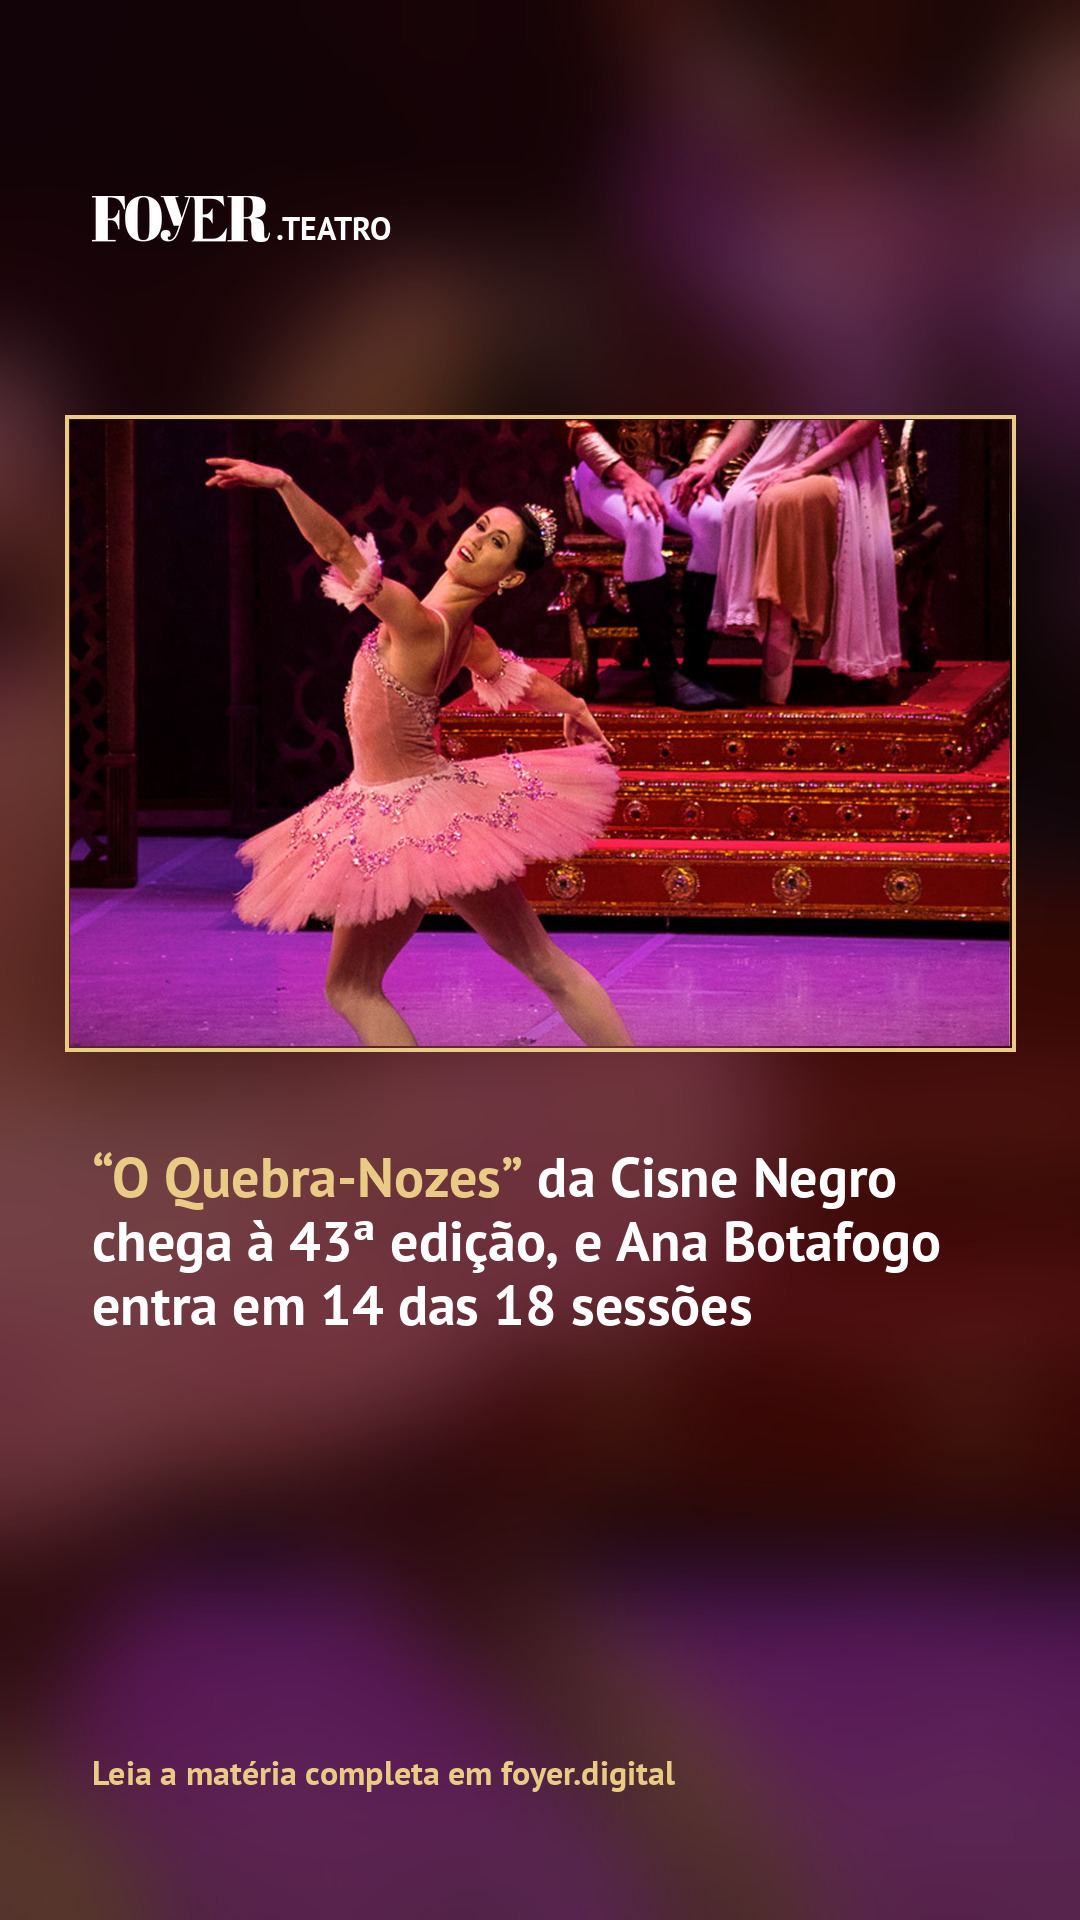 FOYER .TEATRO
“O Quebra-Nozes” da Cisne Negro
chega à 43ª edição, e Ana Botafogo
entra em 14 das 18 sessões
Leia a matéria completa em foyer.digital